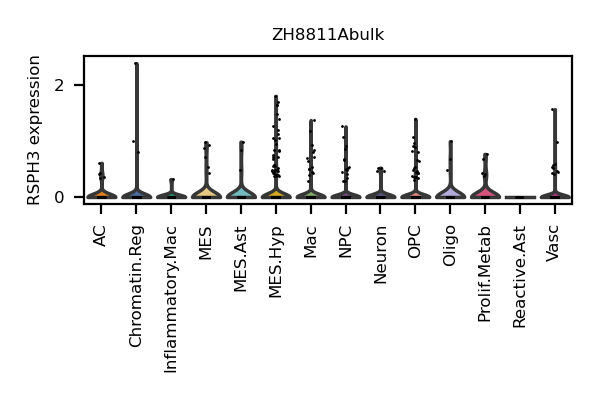 ZH8811Abulk
RSPH3 expression
2
0
AC
Chromatin.Reg
Inflammatory.Mac
MES
MES.Ast
MES.Hyp
Mac
NPC
Neuron
OPC
Oligo
Prolif.Metab
Reactive.Ast
Vasc